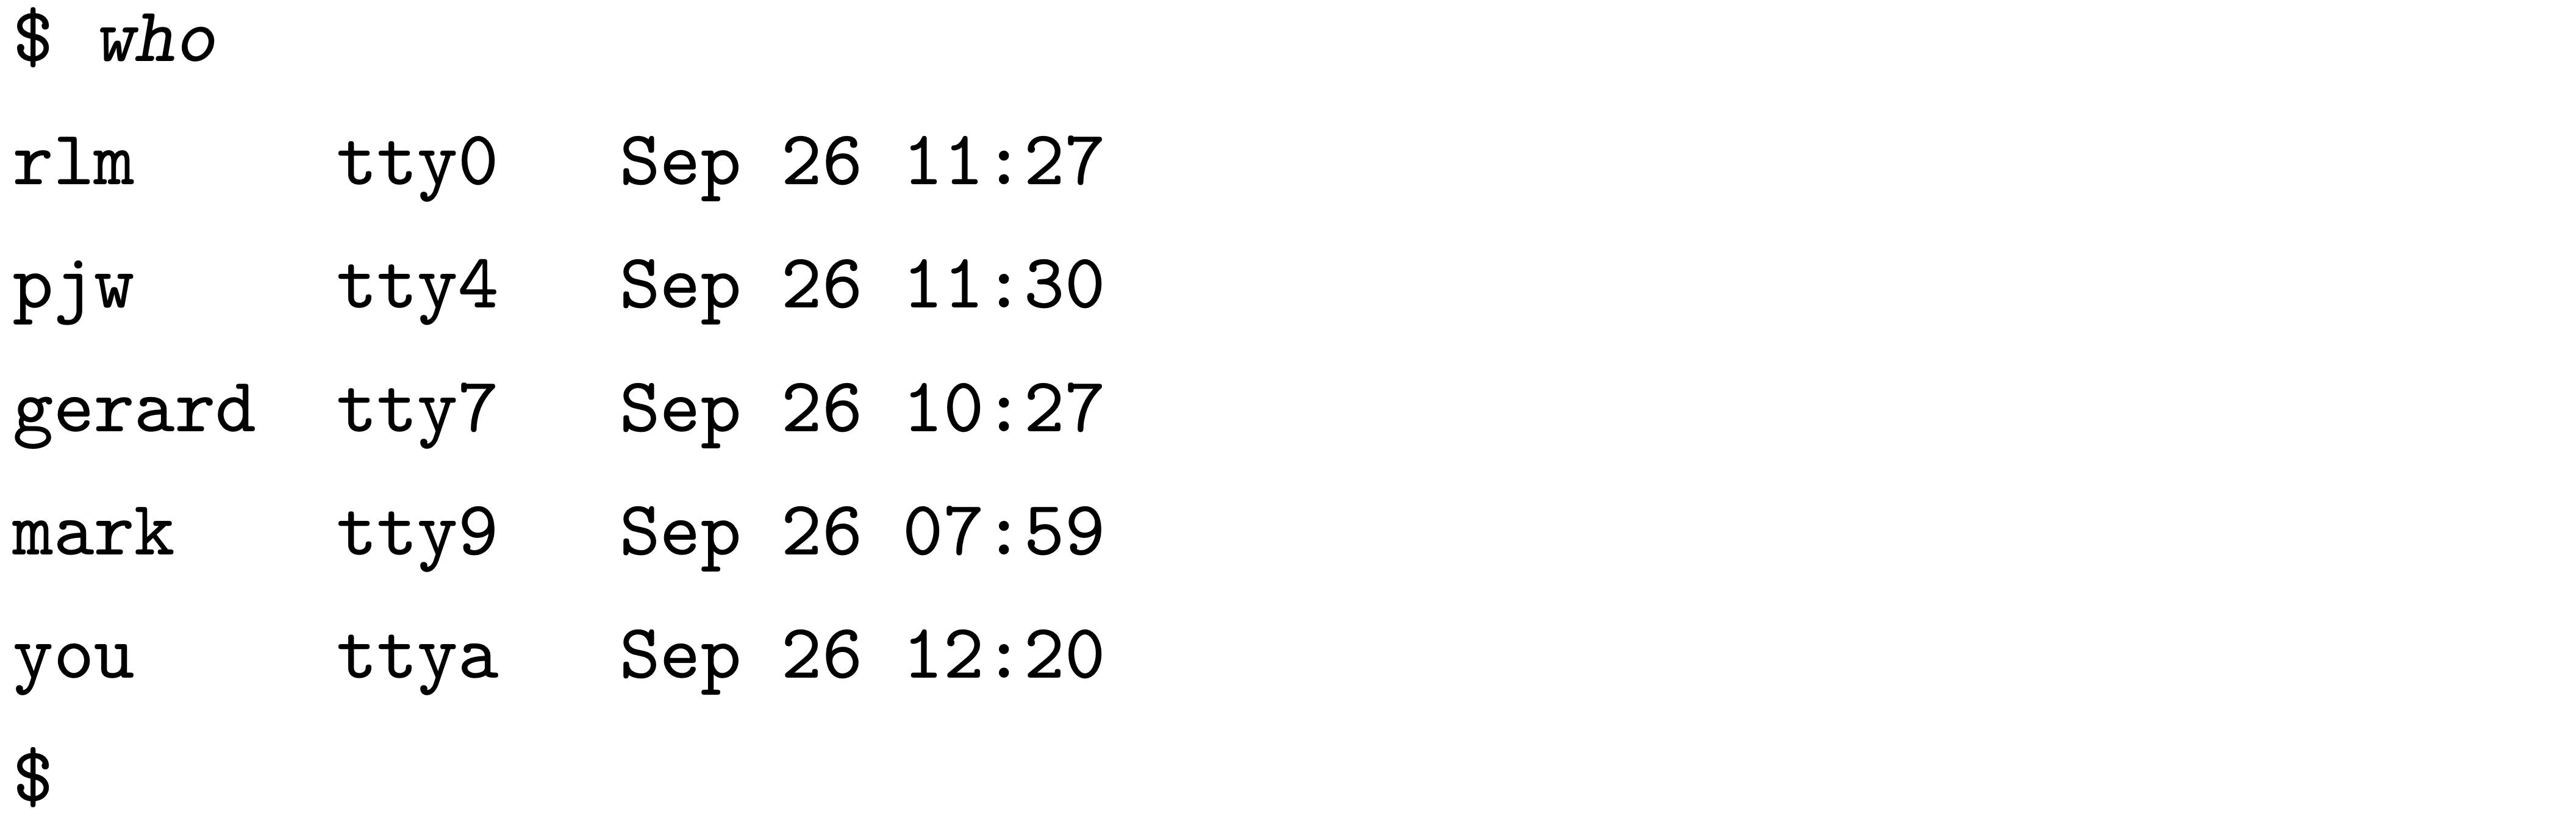 $ who
rlm     tty0   Sep 26 11:27
pjw     tty4   Sep 26 11:30
gerard  tty7   Sep 26 10:27
mark    tty9   Sep 26 07:59
you     ttya   Sep 26 12:20
$